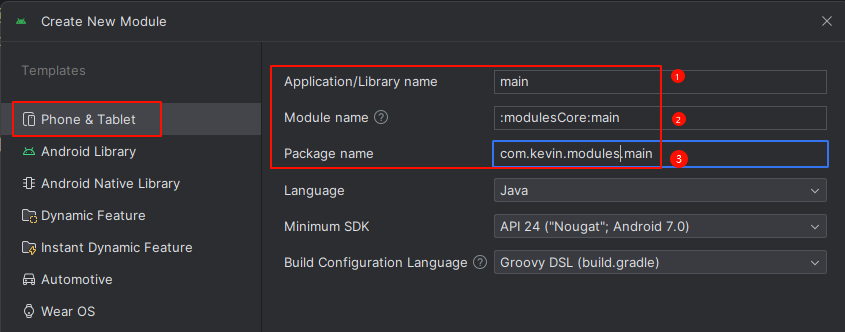 Create New Module
Templates
Phone & Tablet
Android Library
Android Native Library
Dynamic Feature
Instant Dynamic Feature
Automotive
Wear OS
Application/Library name main 1
Module name ? :modulesCore:main 2
Package name com.kevin.modules.main 3
Language Java
Minimum SDK API 24 ("Nougat"; Android 7.0)
Build Configuration Language ? Groovy DSL (build.gradle)